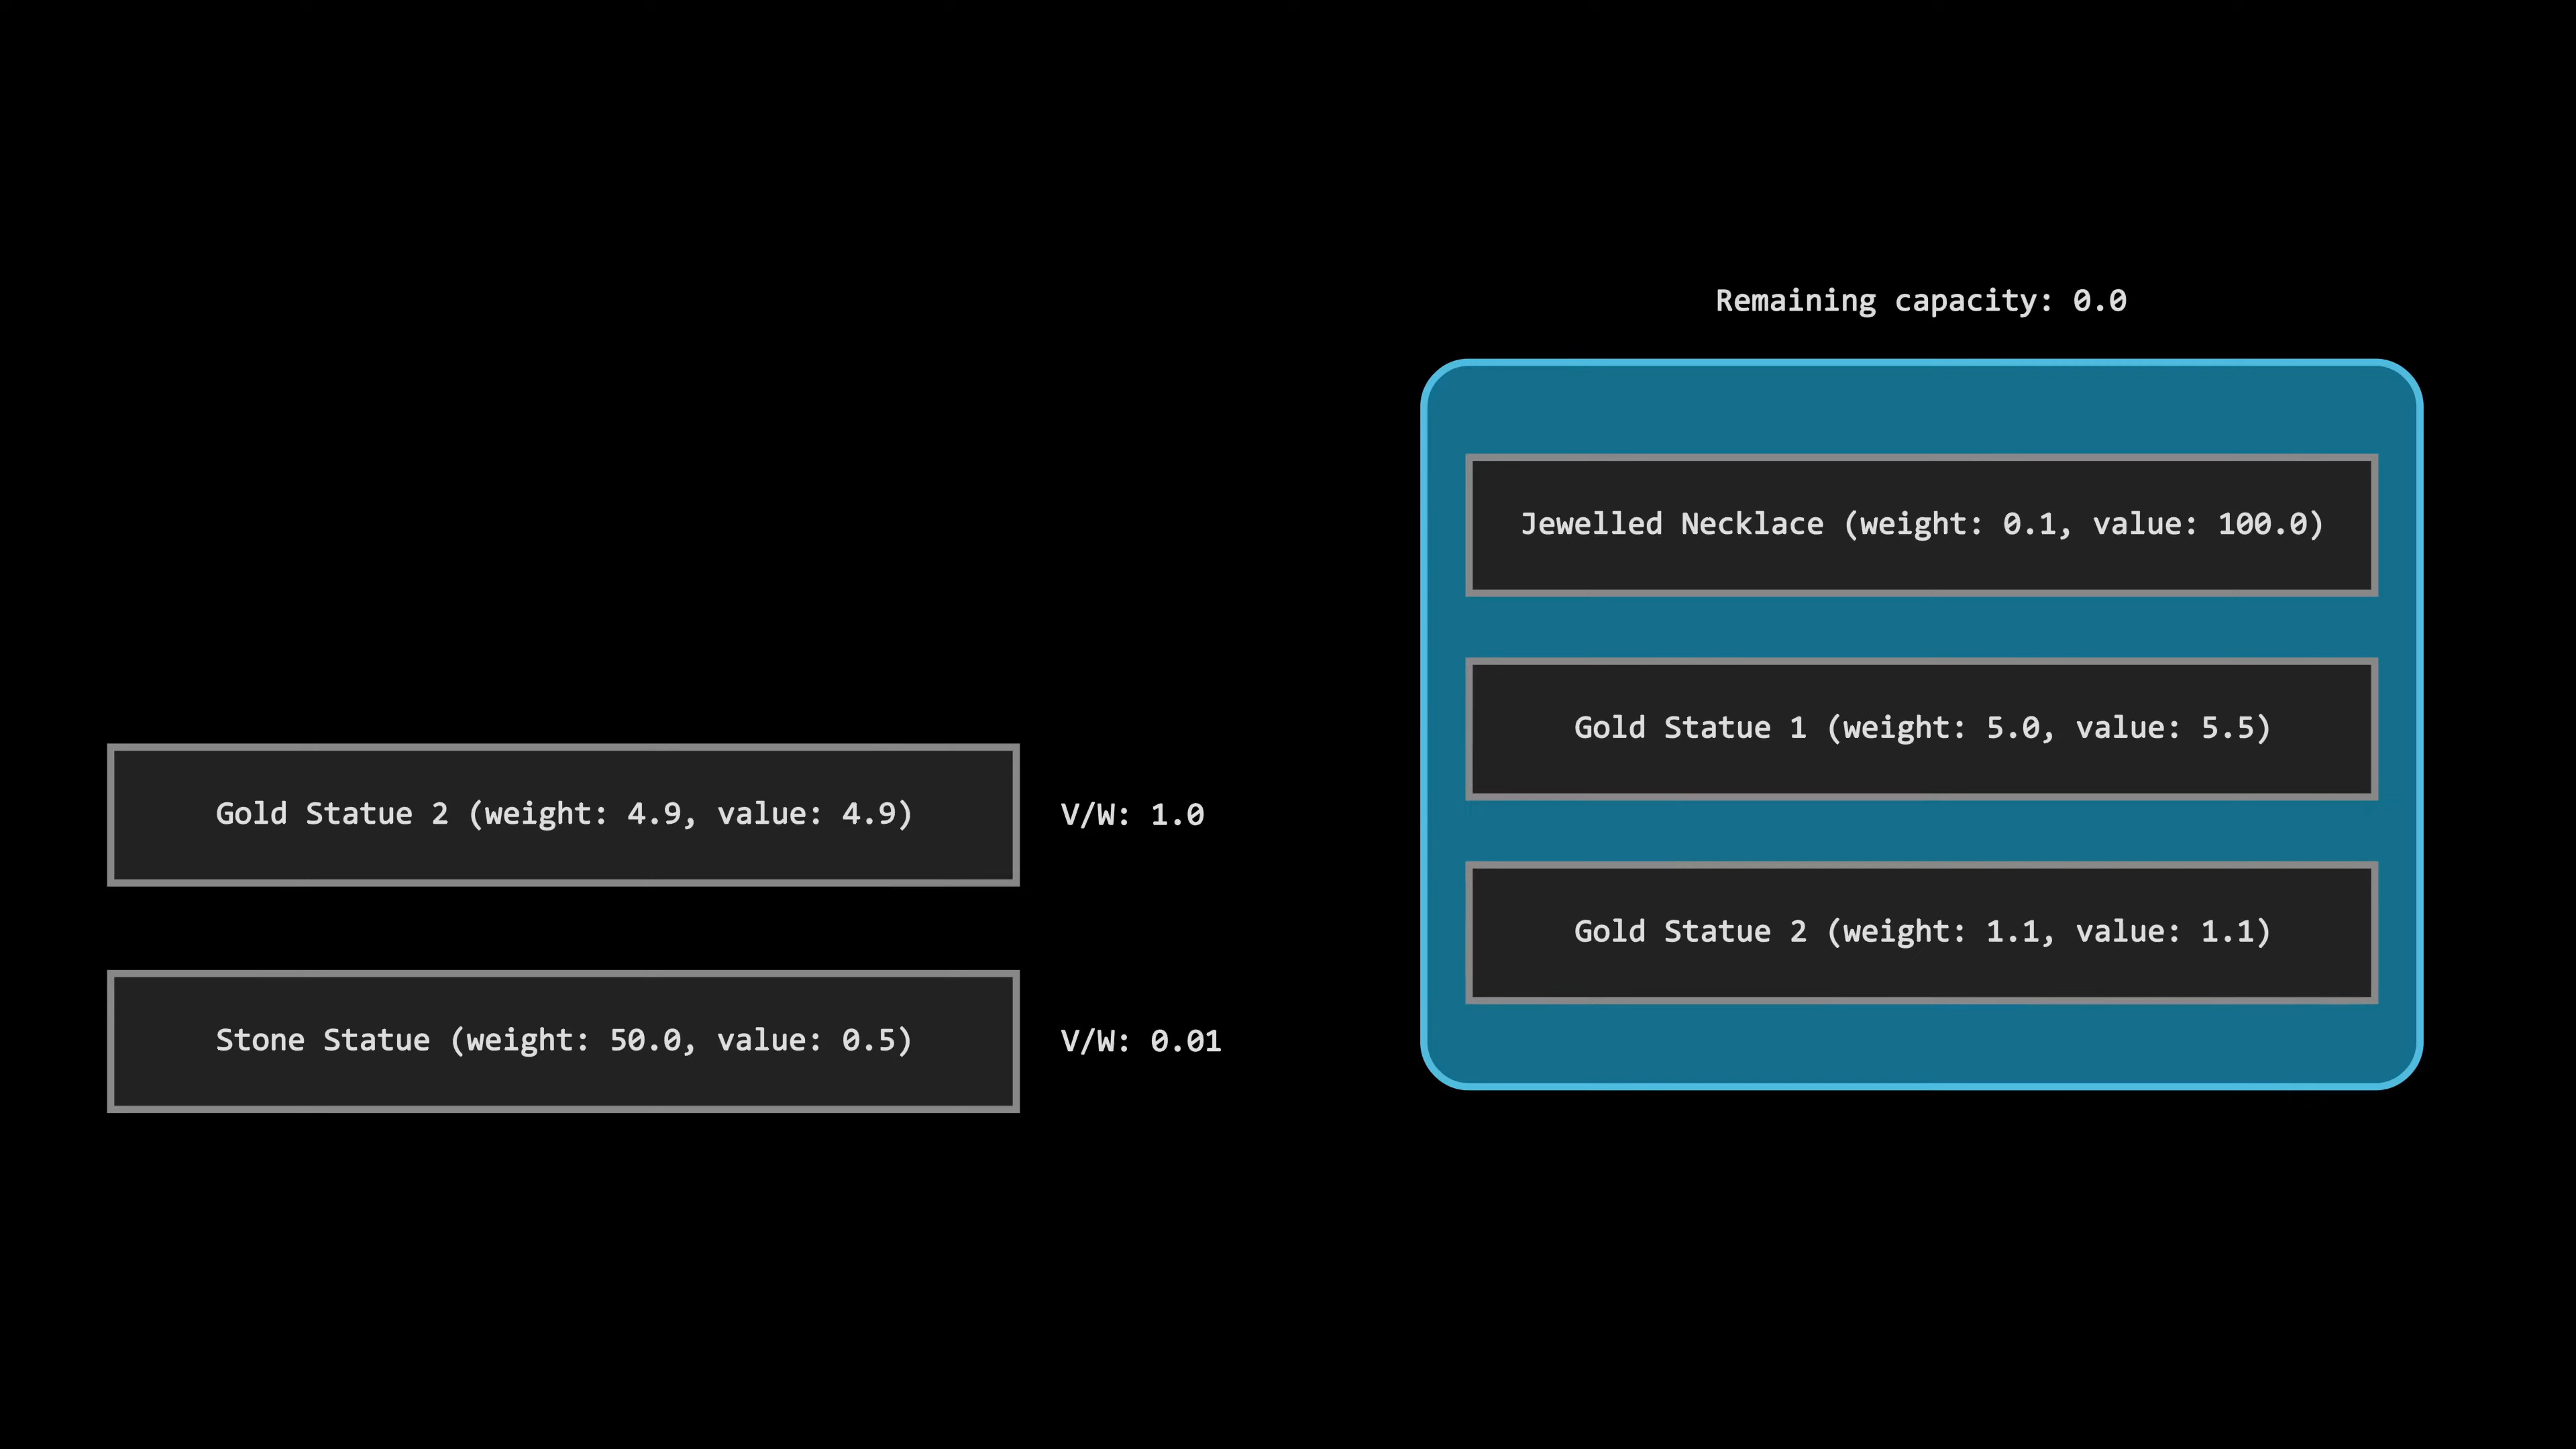 Remaining capacity: 0.0
Jewelled Necklace (weight: 0.1, value: 100.0)
Gold Statue 1 (weight: 5.0, value: 5.5)
Gold Statue 2 (weight: 1.1, value: 1.1)
Gold Statue 2 (weight: 4.9, value: 4.9) V/W: 1.0
Stone Statue (weight: 50.0, value: 0.5) V/W: 0.01